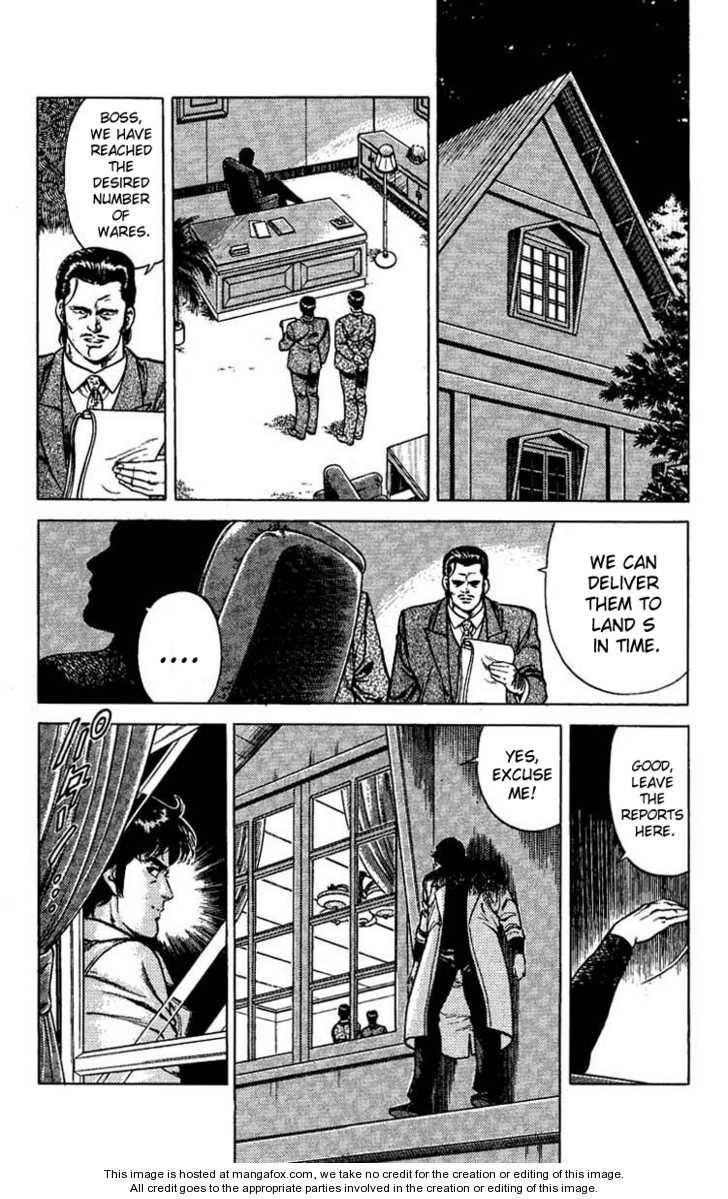 BOSS,
WE HAVE
REACHED
THE
DESIRED
NUMBER
OF
WARES.
WE CAN
DELIVER
THEM TO
LAND S
IN TIME.
....
GOOD,
LEAVE
THE
REPORTS
HERE.
YES,
EXCUSE
ME!
This image is hosted at mangafox.com, we take no credit for the creation or editing of this image.
All credit goes to the appropriate parties involved in creation or editing of this image.